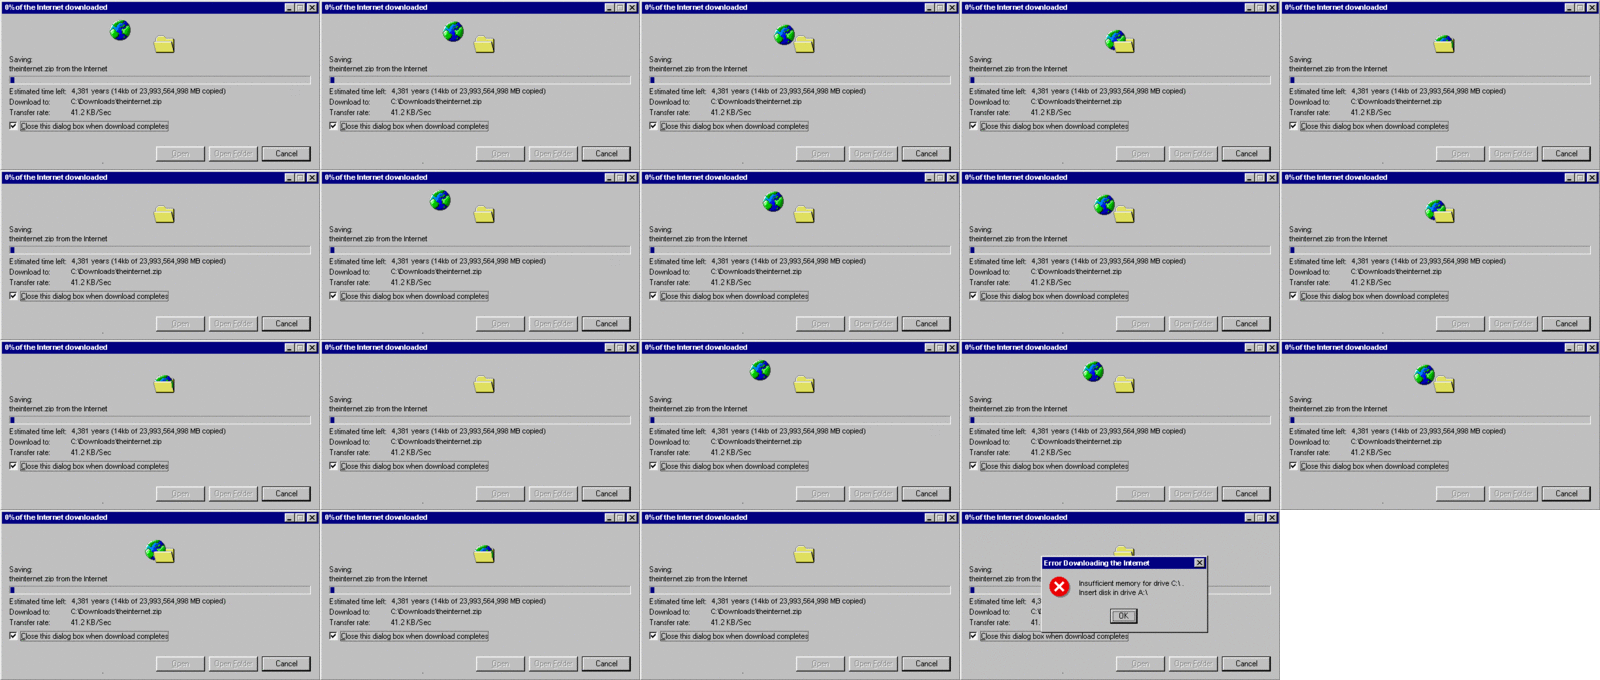 0% of the Internet downloaded
Saving:
theinternet.zip from the Internet
Estimated time left: 4,381 years (14kb of 23,993,564,998 MB copied)
Download to: C:\Downloads\theinternet.zip
Transfer rate: 41.2 KB/Sec
Close this dialog box when download completes
Open Open Folder Cancel
0% of the Internet downloaded
Saving:
theinternet.zip from the Internet
Estimated time left: 4,381 years (14kb of 23,993,564,998 MB copied)
Download to: C:\Downloads\theinternet.zip
Transfer rate: 41.2 KB/Sec
Close this dialog box when download completes
Open Open Folder Cancel
0% of the Internet downloaded
Saving:
theinternet.zip from the Internet
Estimated time left: 4,381 years (14kb of 23,993,564,998 MB copied)
Download to: C:\Downloads\theinternet.zip
Transfer rate: 41.2 KB/Sec
Close this dialog box when download completes
Open Open Folder Cancel
0% of the Internet downloaded
Saving:
theinternet.zip from the Internet
Estimated time left: 4,381 years (14kb of 23,993,564,998 MB copied)
Download to: C:\Downloads\theinternet.zip
Transfer rate: 41.2 KB/Sec
Close this dialog box when download completes
Open Open Folder Cancel
0% of the Internet downloaded
Saving:
theinternet.zip from the Internet
Estimated time left: 4,381 years (14kb of 23,993,564,998 MB copied)
Download to: C:\Downloads\theinternet.zip
Transfer rate: 41.2 KB/Sec
Close this dialog box when download completes
Open Open Folder Cancel
0% of the Internet downloaded
Saving:
theinternet.zip from the Internet
Estimated time left: 4,381 years (14kb of 23,993,564,998 MB copied)
Download to: C:\Downloads\theinternet.zip
Transfer rate: 41.2 KB/Sec
Close this dialog box when download completes
Open Open Folder Cancel
0% of the Internet downloaded
Saving:
theinternet.zip from the Internet
Estimated time left: 4,381 years (14kb of 23,993,564,998 MB copied)
Download to: C:\Downloads\theinternet.zip
Transfer rate: 41.2 KB/Sec
Close this dialog box when download completes
Open Open Folder Cancel
0% of the Internet downloaded
Saving:
theinternet.zip from the Internet
Estimated time left: 4,381 years (14kb of 23,993,564,998 MB copied)
Download to: C:\Downloads\theinternet.zip
Transfer rate: 41.2 KB/Sec
Close this dialog box when download completes
Open Open Folder Cancel
0% of the Internet downloaded
Saving:
theinternet.zip from the Internet
Estimated time left: 4,381 years (14kb of 23,993,564,998 MB copied)
Download to: C:\Downloads\theinternet.zip
Transfer rate: 41.2 KB/Sec
Close this dialog box when download completes
Open Open Folder Cancel
0% of the Internet downloaded
Saving:
theinternet.zip from the Internet
Estimated time left: 4,381 years (14kb of 23,993,564,998 MB copied)
Download to: C:\Downloads\theinternet.zip
Transfer rate: 41.2 KB/Sec
Close this dialog box when download completes
Open Open Folder Cancel
0% of the Internet downloaded
Saving:
theinternet.zip from the Internet
Estimated time left: 4,381 years (14kb of 23,993,564,998 MB copied)
Download to: C:\Downloads\theinternet.zip
Transfer rate: 41.2 KB/Sec
Close this dialog box when download completes
Open Open Folder Cancel
0% of the Internet downloaded
Saving:
theinternet.zip from the Internet
Estimated time left: 4,381 years (14kb of 23,993,564,998 MB copied)
Download to: C:\Downloads\theinternet.zip
Transfer rate: 41.2 KB/Sec
Close this dialog box when download completes
Open Open Folder Cancel
0% of the Internet downloaded
Saving:
theinternet.zip from the Internet
Estimated time left: 4,381 years (14kb of 23,993,564,998 MB copied)
Download to: C:\Downloads\theinternet.zip
Transfer rate: 41.2 KB/Sec
Close this dialog box when download completes
Open Open Folder Cancel
0% of the Internet downloaded
Saving:
theinternet.zip from the Internet
Estimated time left: 4,381 years (14kb of 23,993,564,998 MB copied)
Download to: C:\Downloads\theinternet.zip
Transfer rate: 41.2 KB/Sec
Close this dialog box when download completes
Open Open Folder Cancel
0% of the Internet downloaded
Saving:
theinternet.zip from the Internet
Estimated time left: 4,381 years (14kb of 23,993,564,998 MB copied)
Download to: C:\Downloads\theinternet.zip
Transfer rate: 41.2 KB/Sec
Close this dialog box when download completes
Open Open Folder Cancel
0% of the Internet downloaded
Saving:
theinternet.zip from the Internet
Estimated time left: 4,381 years (14kb of 23,993,564,998 MB copied)
Download to: C:\Downloads\theinternet.zip
Transfer rate: 41.2 KB/Sec
Close this dialog box when download completes
Open Open Folder Cancel
0% of the Internet downloaded
Saving:
theinternet.zip from the Internet
Estimated time left: 4,381 years (14kb of 23,993,564,998 MB copied)
Download to: C:\Downloads\theinternet.zip
Transfer rate: 41.2 KB/Sec
Close this dialog box when download completes
Open Open Folder Cancel
0% of the Internet downloaded
Saving:
theinternet.zip from the Internet
Estimated time left: 4,381 years (14kb of 23,993,564,998 MB copied)
Download to: C:\Downloads\theinternet.zip
Transfer rate: 41.2 KB/Sec
Close this dialog box when download completes
Open Open Folder Cancel
0% of the Internet downloaded
Saving:
theinternet.zip from the
Estimated time left: 4,3
Download to: C:\
Transfer rate: 41.
Error Downloading the Internet
Insufficient memory for drive C:\ .
Insert disk in drive A:\
OK
Close this dialog box when download completes
Open Open Folder Cancel